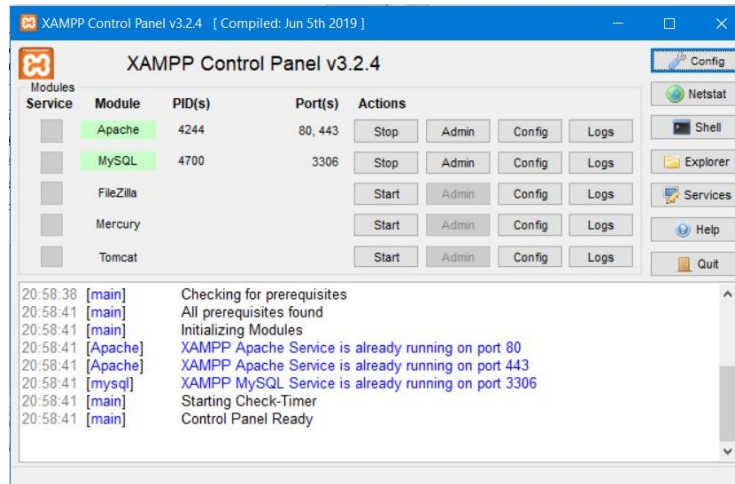 XAMPP Control Panel v3.2.4 [ Compiled: Jun 5th 2019 ]
XAMPP Control Panel v3.2.4
Config
Modules
Service Module PID(s) Port(s) Actions
Netstat
Apache 4244 80, 443 Stop Admin Config Logs
Shell
MySQL 4700 3306 Stop Admin Config Logs
Explorer
FileZilla Start Admin Config Logs
Services
Mercury Start Admin Config Logs
Help
Tomcat Start Admin Config Logs
Quit
20:58:38 [main] Checking for prerequisites
20:58:41 [main] All prerequisites found
20:58:41 [main] Initializing Modules
20:58:41 [Apache] XAMPP Apache Service is already running on port 80
20:58:41 [Apache] XAMPP Apache Service is already running on port 443
20:58:41 [mysql] XAMPP MySQL Service is already running on port 3306
20:58:41 [main] Starting Check-Timer
20:58:41 [main] Control Panel Ready